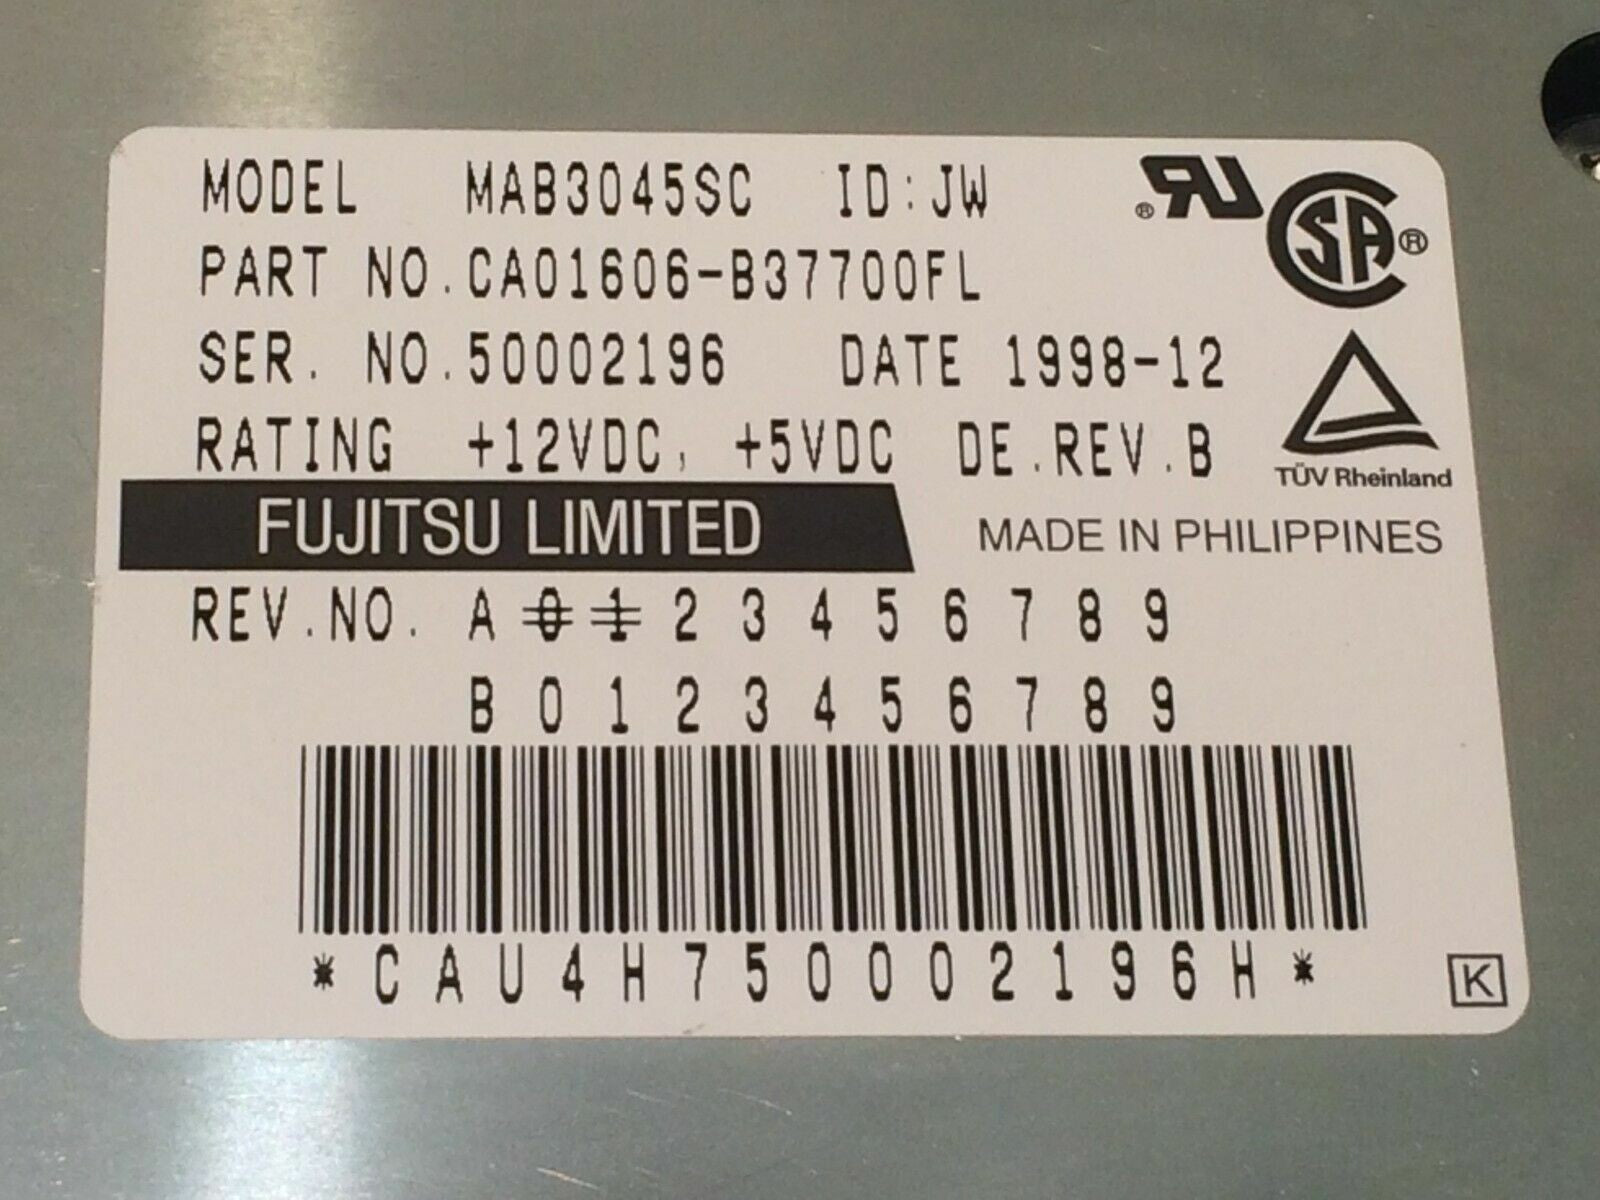 MODEL MAB3045SC ID:JW
PART NO.CA01606-B37700FL
SER. NO.50002196 DATE 1998-12
RATING +12VDC, +5VDC DE.REV.B
RU® SA®
TÜV Rheinland
FUJITSU LIMITED MADE IN PHILIPPINES
REV.NO. A 0 1 2 3 4 5 6 7 8 9
B 0 1 2 3 4 5 6 7 8 9
*CAU4H750002196H*
K